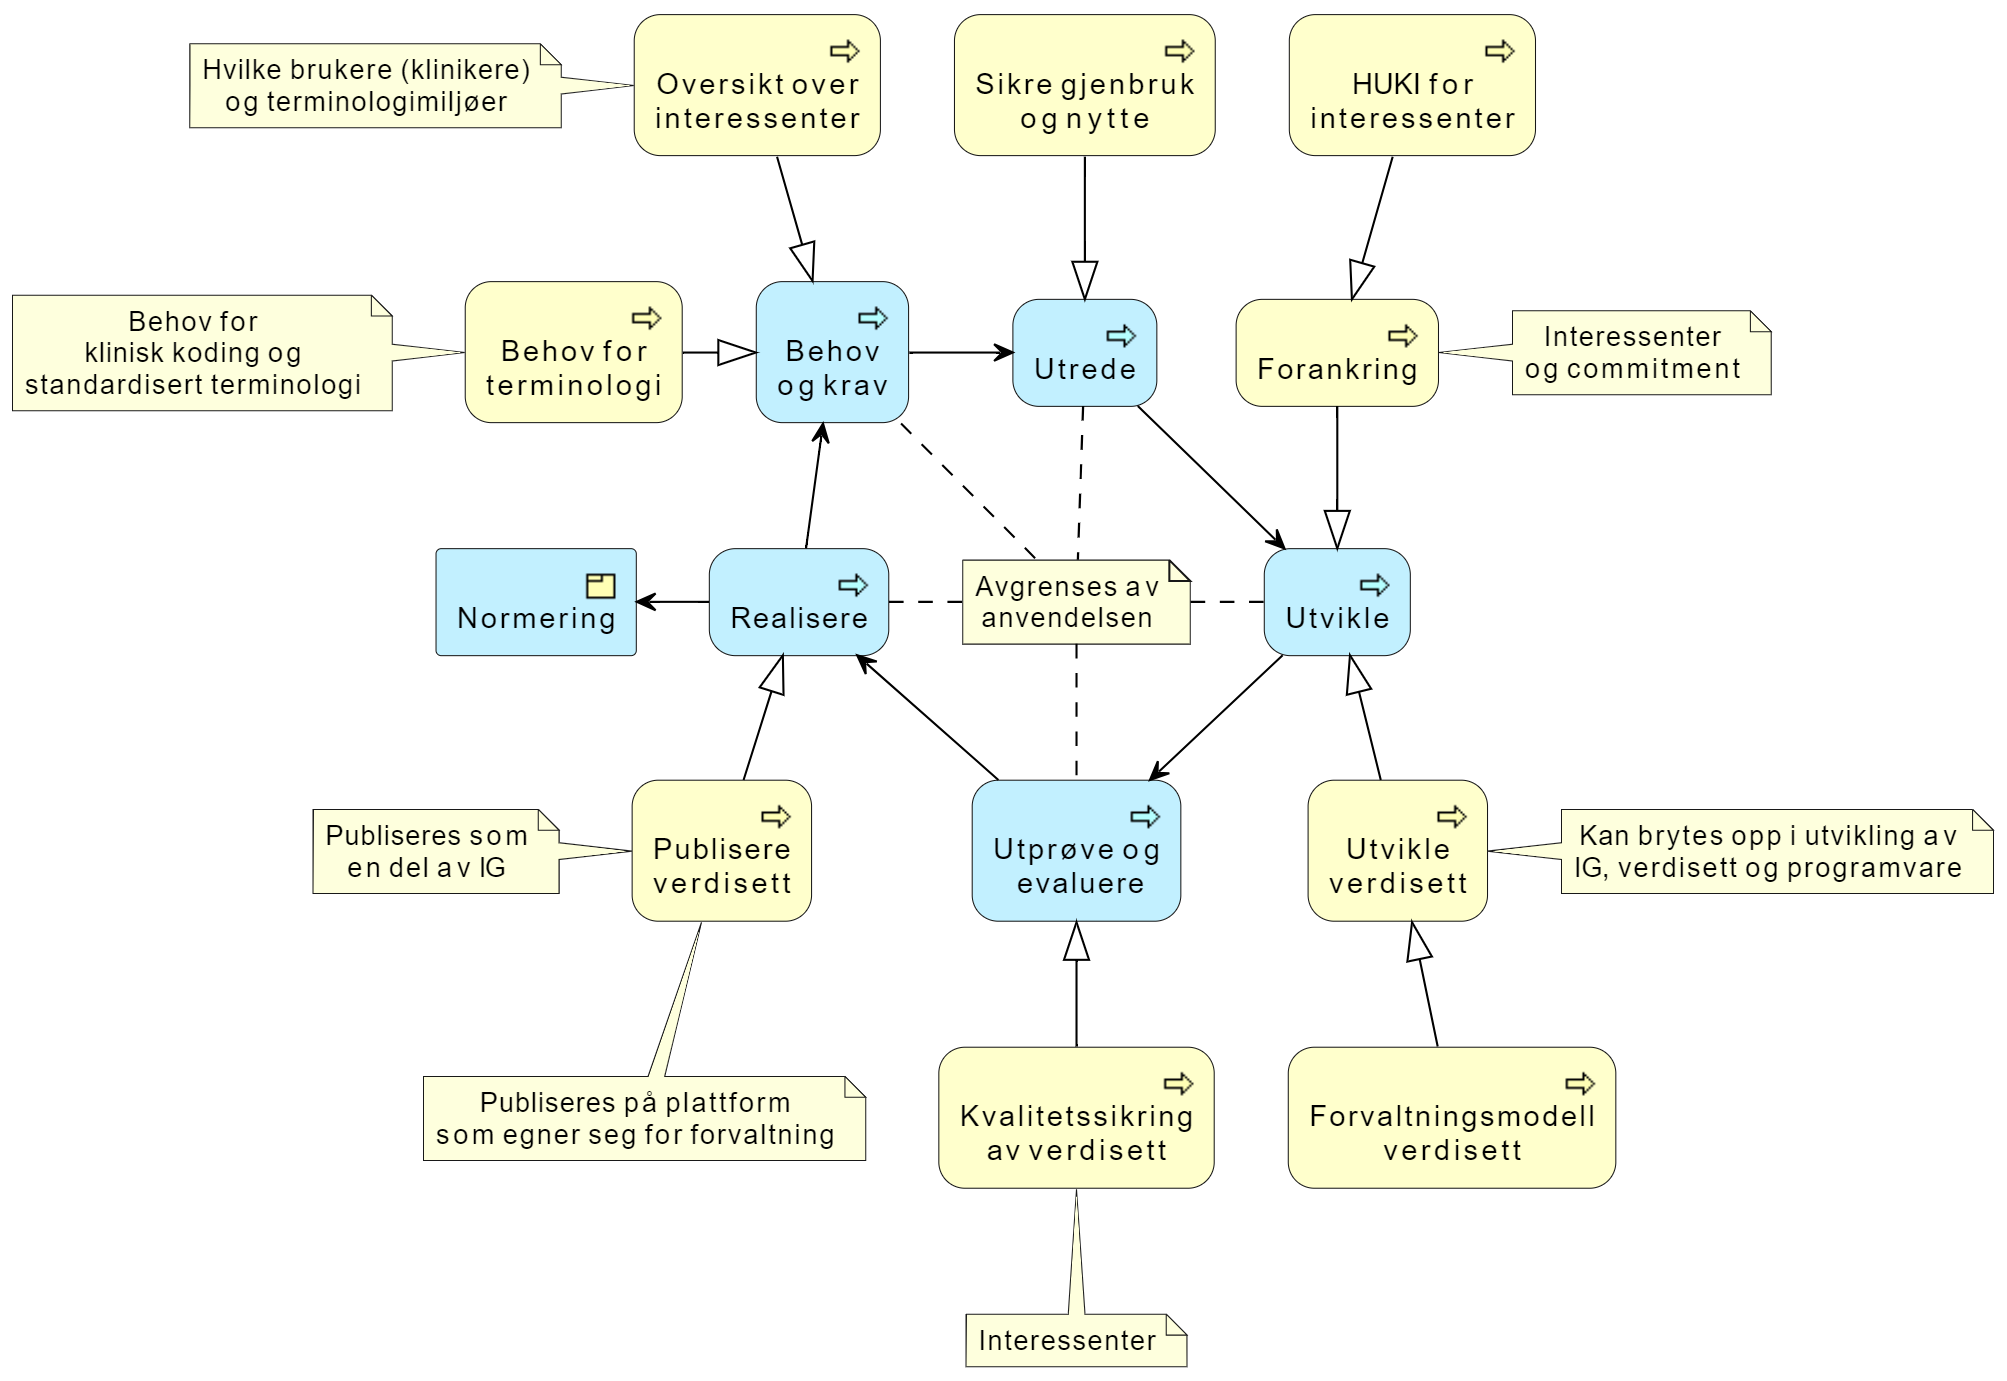 Hvilke brukere (klinikere)
og terminologimiljøer
Oversikt over
interessenter
Sikre gjenbruk
og nytte
HUKI for
interessenter
Behov for
klinisk koding og
standardisert terminologi
Behov for
terminologi
Behov
og krav
Utrede
Forankring
Interessenter
og commitment
Normering
Realisere
Avgrenses av
anvendelsen
Utvikle
Publiseres som
en del av IG
Publisere
verdisett
Utprøve og
evaluere
Utvikle
verdisett
Kan brytes opp i utvikling av
IG, verdisett og programvare
Publiseres på plattform
som egner seg for forvaltning
Kvalitetssikring
av verdisett
Forvaltningsmodell
verdisett
Interessenter